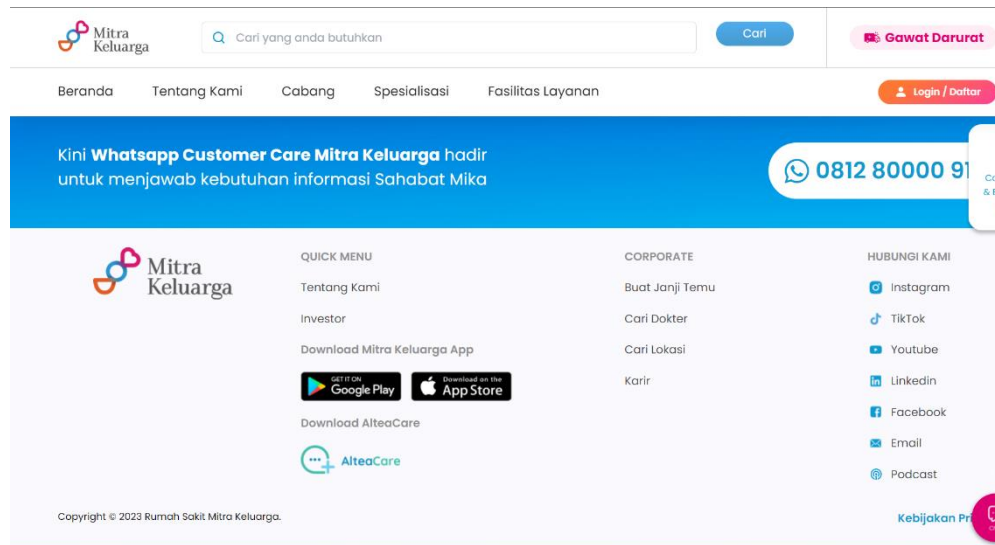 Mitra
Keluarga
Cari yang anda butuhkan
Cari
Gawat Darurat
Beranda Tentang Kami Cabang Spesialisasi Fasilitas Layanan
Login / Daftar
Kini Whatsapp Customer Care Mitra Keluarga hadir
untuk menjawab kebutuhan informasi Sahabat Mika
0812 80000 91
Mitra
Keluarga
QUICK MENU
Tentang Kami
Investor
Download Mitra Keluarga App
GET IT ON
Google Play
Download on the
App Store
Download AlteaCare
AlteaCare
CORPORATE
Buat Janji Temu
Cari Dokter
Cari Lokasi
Karir
HUBUNGI KAMI
Instagram
TikTok
Youtube
Linkedin
Facebook
Email
Podcast
Copyright © 2023 Rumah Sakit Mitra Keluarga.
Kebijakan